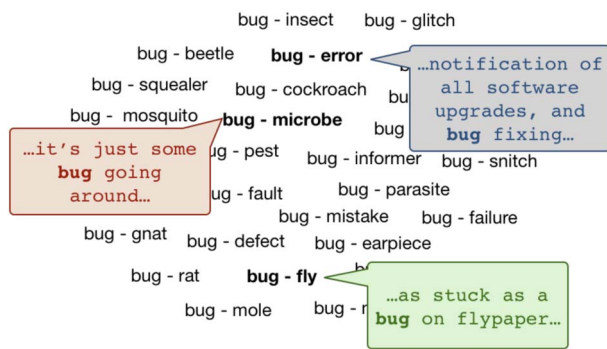 bug - insect
bug - glitch
bug - beetle
bug - error
…notification of
all software
upgrades, and
bug fixing…
bug - squealer
bug - cockroach
bug - mosquito
bug - microbe
bug
…it's just some
bug going
around…
bug - pest
bug - informer
bug - snitch
bug - fault
bug - parasite
bug - mistake
bug - failure
bug - gnat
bug - defect
bug - earpiece
bug - rat
bug - fly
…as stuck as a
bug on flypaper…
bug - mole